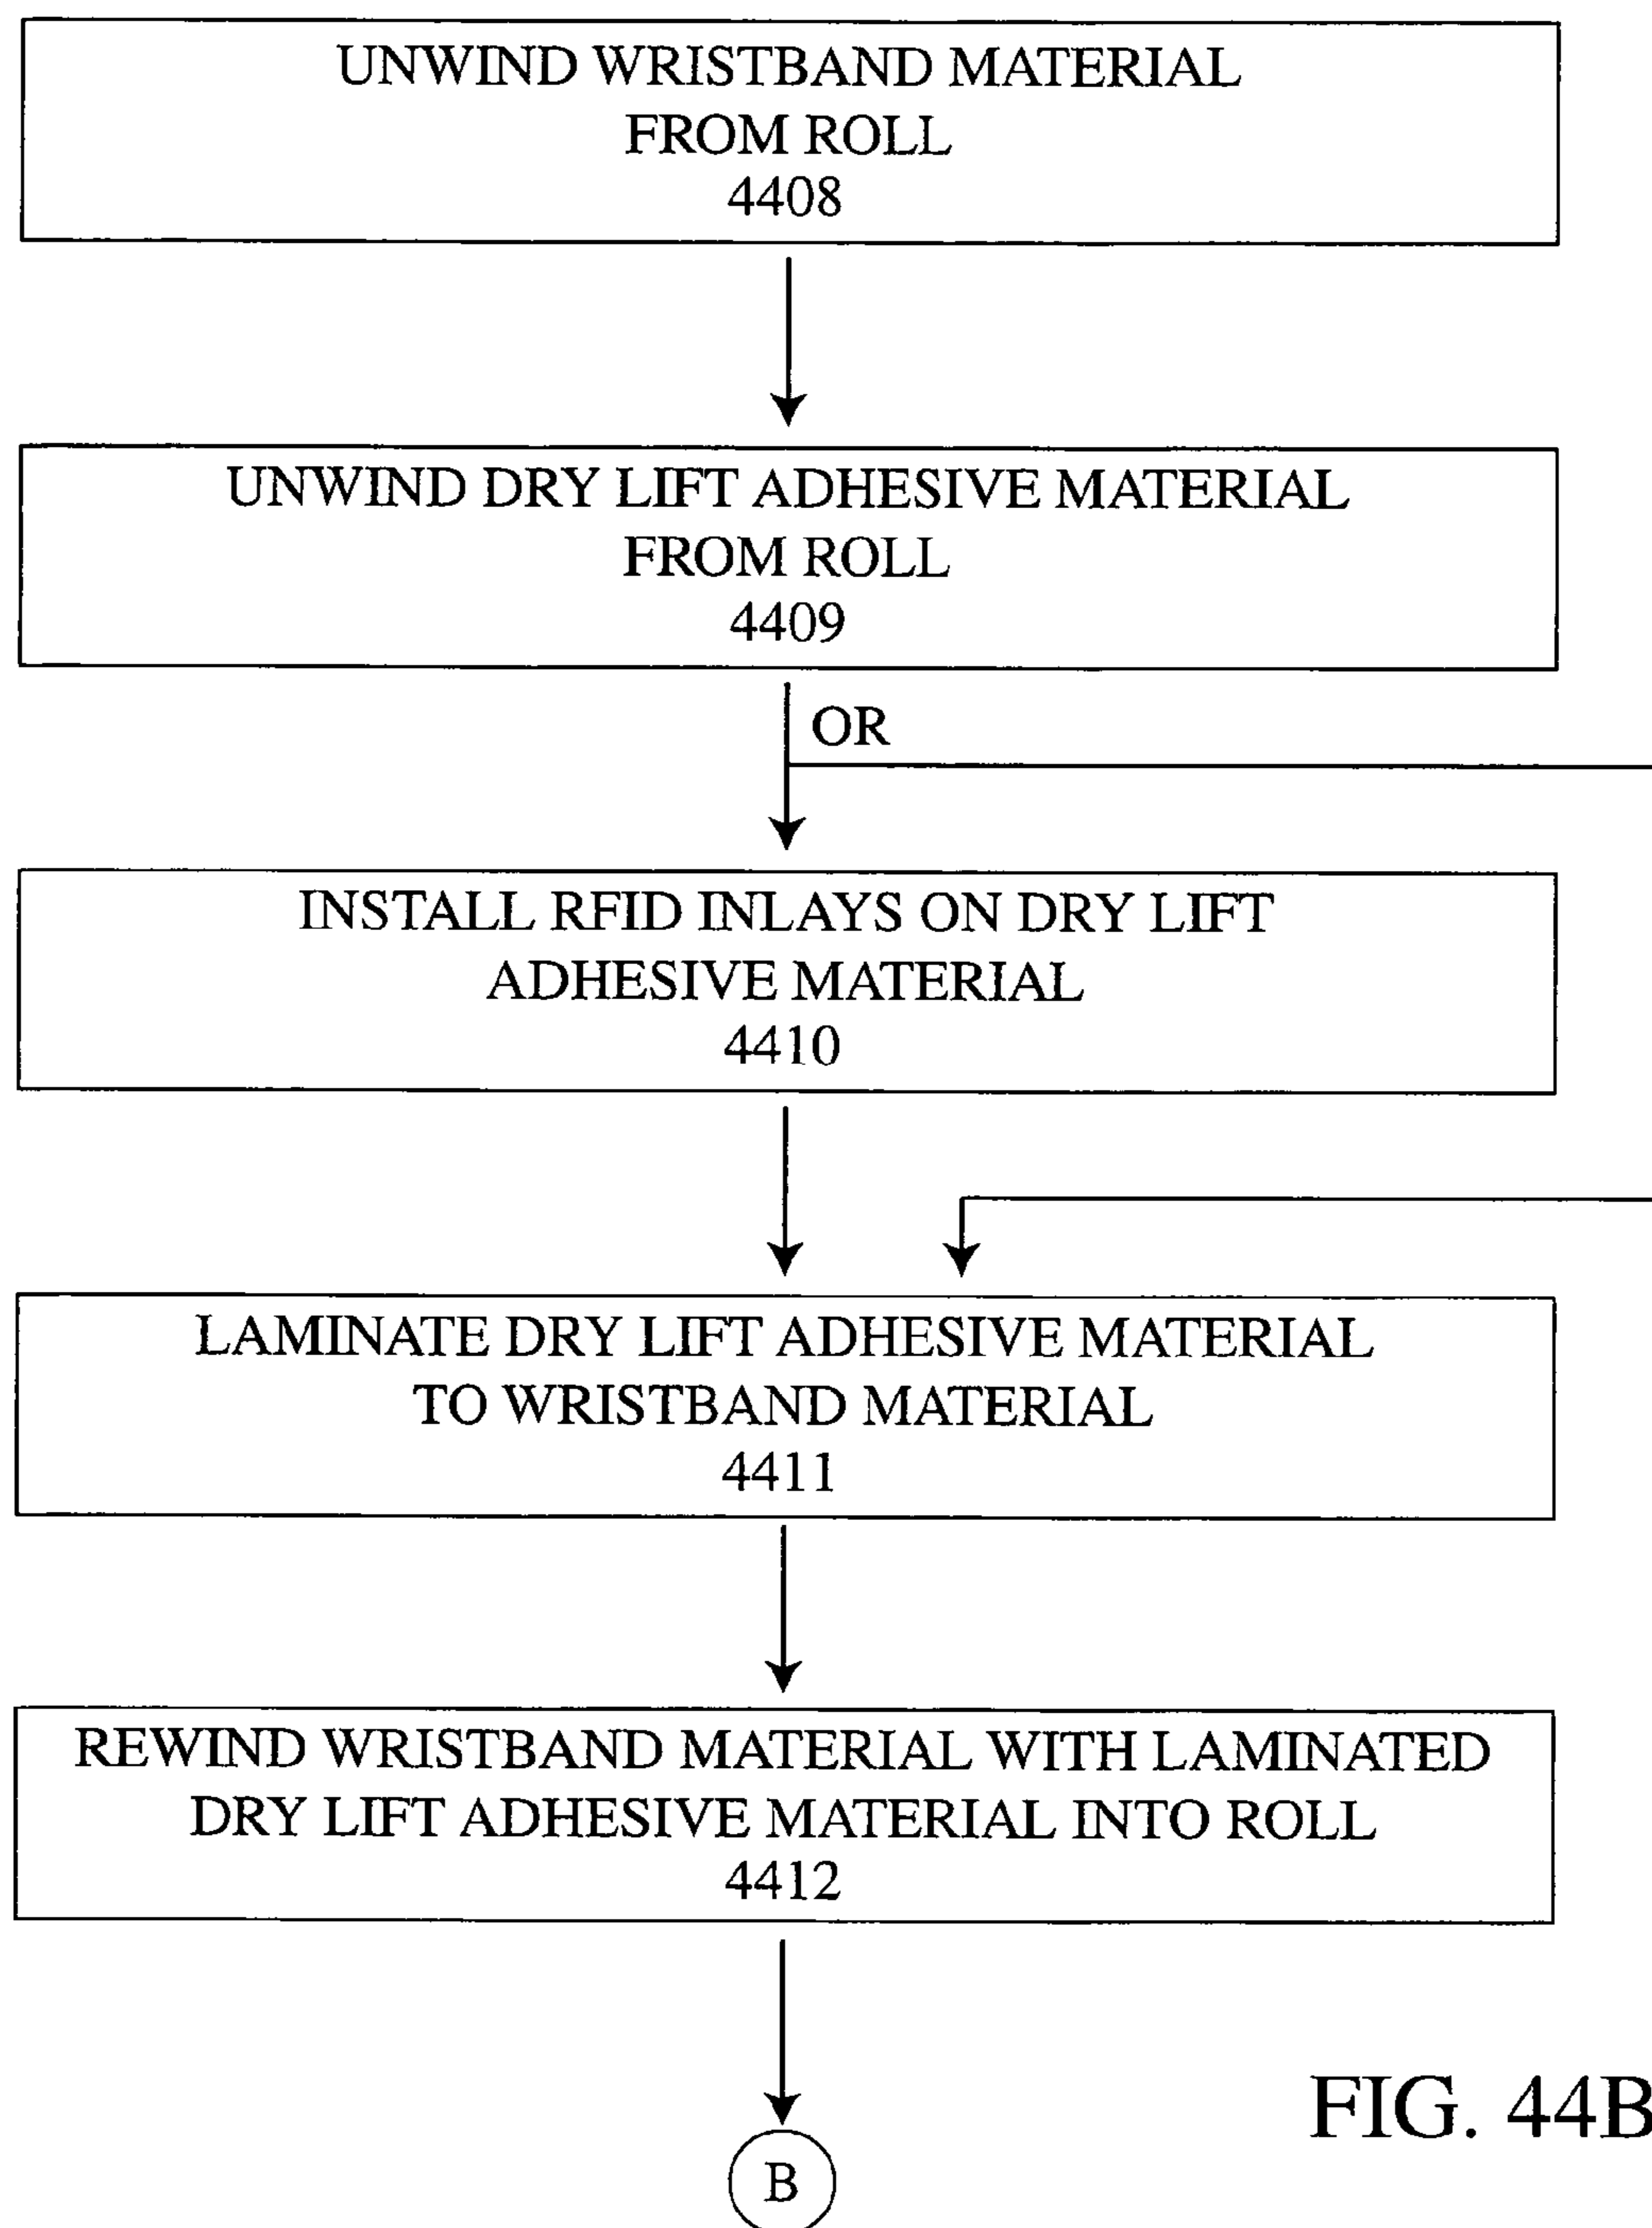 UNWIND WRISTBAND MATERIAL
FROM ROLL
4408
UNWIND DRY LIFT ADHESIVE MATERIAL
FROM ROLL
4409
OR
INSTALL RFID INLAYS ON DRY LIFT
ADHESIVE MATERIAL
4410
LAMINATE DRY LIFT ADHESIVE MATERIAL
TO WRISTBAND MATERIAL
4411
REWIND WRISTBAND MATERIAL WITH LAMINATED
DRY LIFT ADHESIVE MATERIAL INTO ROLL
4412
FIG. 44B
B